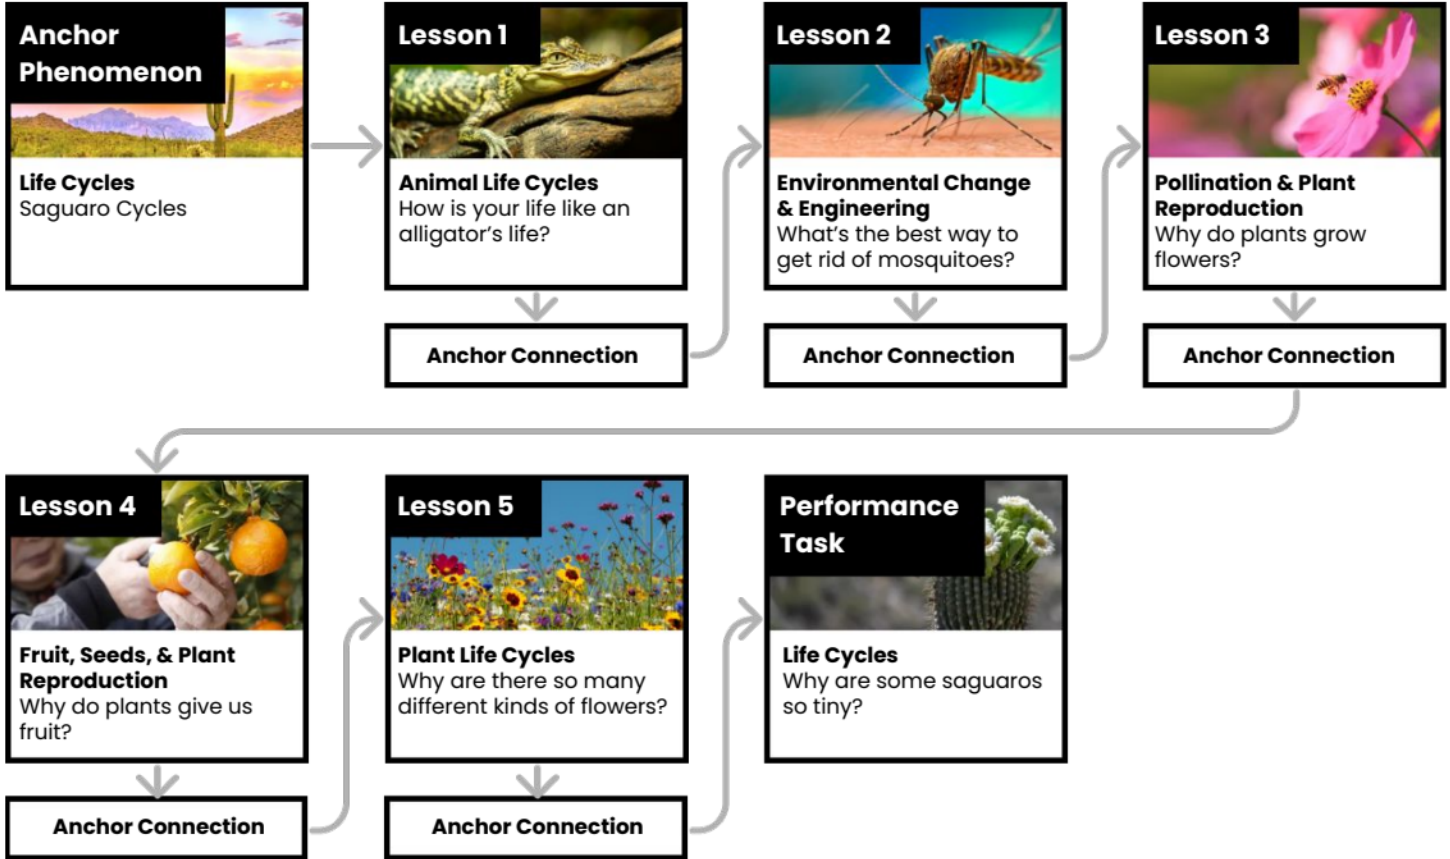 Anchor
Phenomenon
Life Cycles
Saguaro Cycles
Lesson 1
Animal Life Cycles
How is your life like an
alligator's life?
Anchor Connection
Lesson 2
Environmental Change
& Engineering
What's the best way to
get rid of mosquitoes?
Anchor Connection
Lesson 3
Pollination & Plant
Reproduction
Why do plants grow
flowers?
Anchor Connection
Lesson 4
Fruit, Seeds, & Plant
Reproduction
Why do plants give us
fruit?
Anchor Connection
Lesson 5
Plant Life Cycles
Why are there so many
different kinds of flowers?
Anchor Connection
Performance
Task
Life Cycles
Why are some saguaros
so tiny?